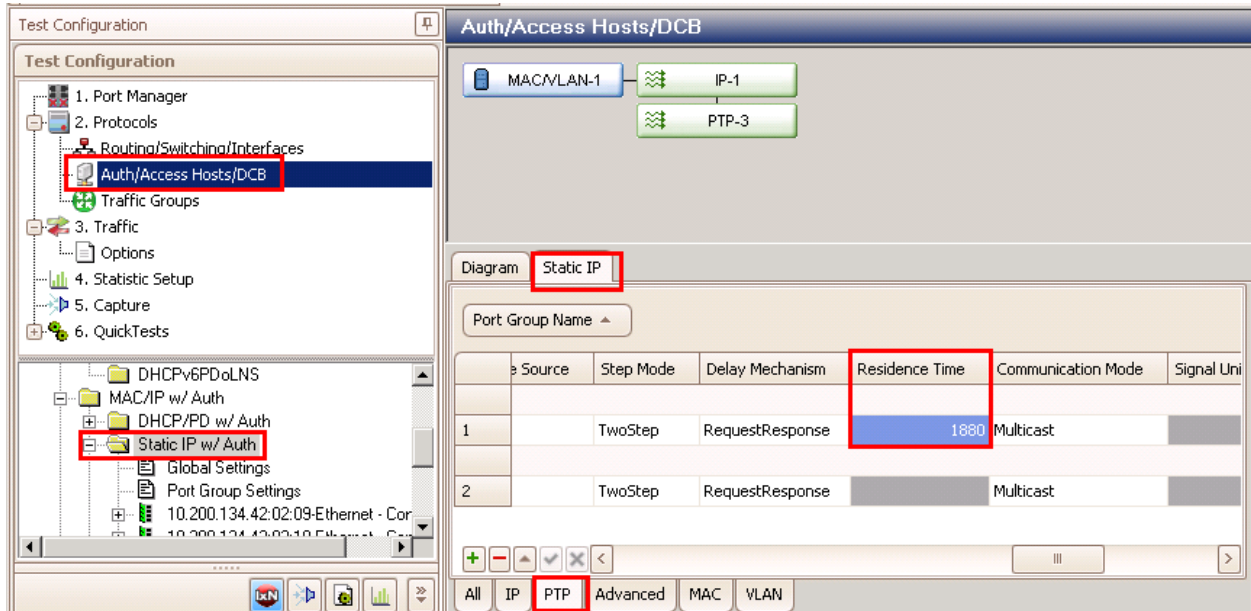 Test Configuration
Test Configuration
1. Port Manager
2. Protocols
Routing/Switching/Interfaces
Auth/Access Hosts/DCB
Traffic Groups
3. Traffic
Options
4. Statistic Setup
5. Capture
6. QuickTests
DHCPv6PDoLNS
MAC/IP w/ Auth
DHCP/PD w/ Auth
Static IP w/ Auth
Global Settings
Port Group Settings
10.200.134.42:02:09-Ethernet - Cor
IxN
Auth/Access Hosts/DCB
MAC/VLAN-1 IP-1
PTP-3
Diagram Static IP
Port Group Name
e Source Step Mode Delay Mechanism Residence Time Communication Mode Signal Uni
1 TwoStep RequestResponse 1880 Multicast
2 TwoStep RequestResponse Multicast
All IP PTP Advanced MAC VLAN